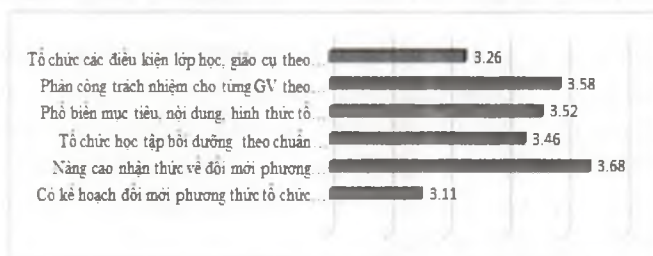 Tổ chức các điều kiện lớp học, giáo cụ theo... 3.26
Phân công trách nhiệm cho từng GV theo... 3.58
Phổ biến mục tiêu, nội dung, hình thức tổ... 3.52
Tổ chức học tập bồi dưỡng theo chuẩn 3.46
Nâng cao nhận thức về đổi mới phương... 3.68
Có kế hoạch đổi mới phương thức tổ chức... 3.11